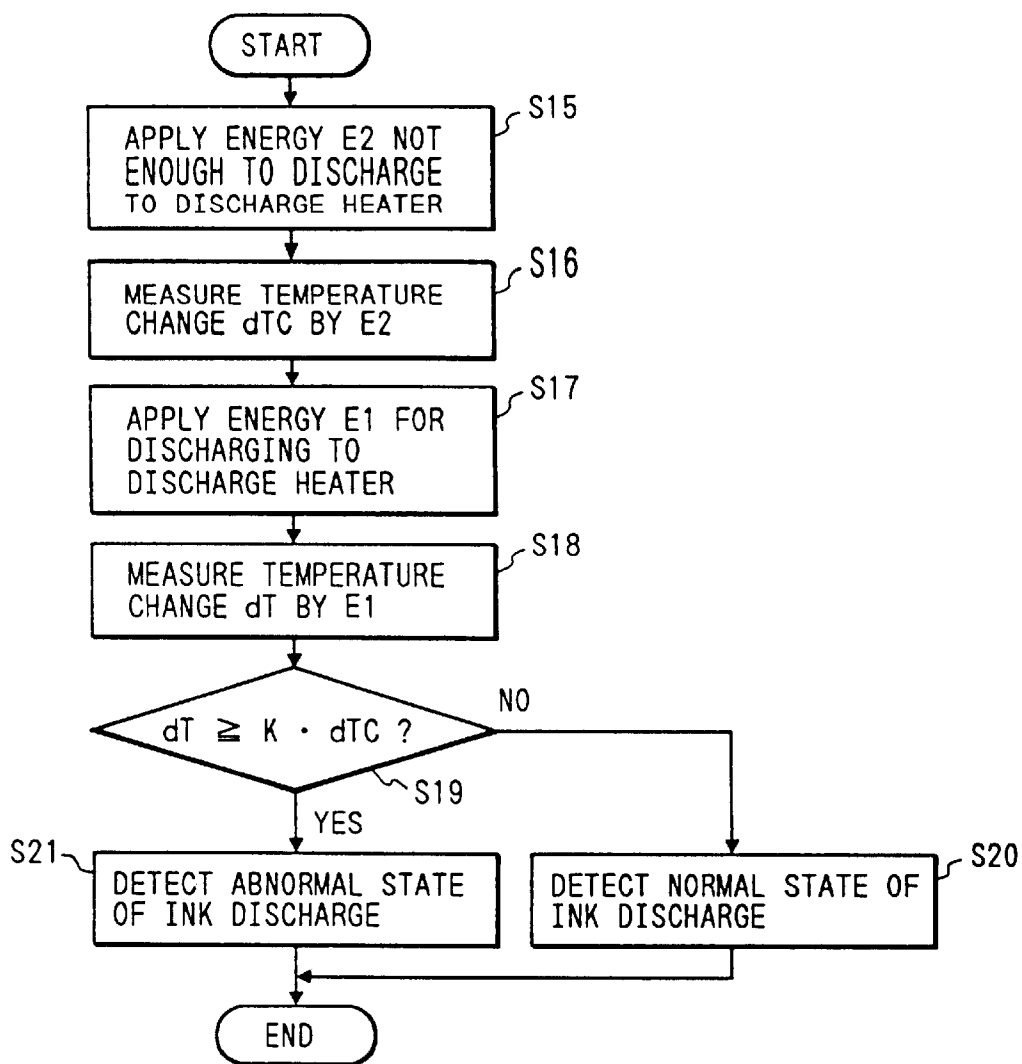 START
S15
APPLY ENERGY E2 NOT
ENOUGH TO DISCHARGE
TO DISCHARGE HEATER
S16
MEASURE TEMPERATURE
CHANGE dTC BY E2
S17
APPLY ENERGY E1 FOR
DISCHARGING TO
DISCHARGE HEATER
S18
MEASURE TEMPERATURE
CHANGE dT BY E1
dT ≧ K · dTC ?
NO
S19
YES
S21
DETECT ABNORMAL STATE
OF INK DISCHARGE
S20
DETECT NORMAL STATE OF
INK DISCHARGE
END